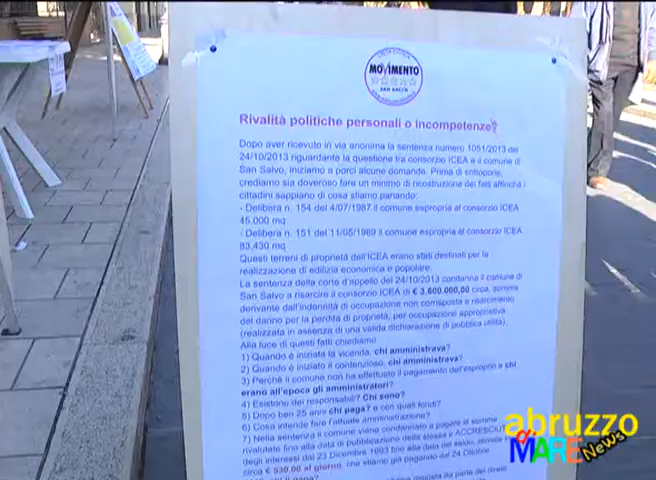 MOVIMENTO
SAN SALVO
Rivalità politiche personali o incompetenze?
Dopo aver ricevuto in via anonima la sentenza numero 1051/2013 del
24/10/2013 riguardante la questione tra consorzio ICEA e il comune di
San Salvo, iniziamo a porci alcune domande. Prima di sottoporle,
crediamo sia doveroso fare un minimo di ricostruzione dei fatti affinchè i
cittadini sappiano di cosa stiamo parlando:
- Delibera n. 154 del 4/07/1987 il comune espropria al consorzio ICEA
45.000 mq
- Delibera n. 151 del 11/05/1989 il comune espropria al consorzio ICEA
83,430 mq
Questi terreni di proprietà dell'ICEA erano stati destinati per la
realizzazione di edilizia economica e popolare.
La sentenza della corte d'appello del 24/10/2013 condanna il comune di
San Salvo a risarcire il consorzio ICEA di € 3.600.000,00 circa, somma
derivante dall'indennità di occupazione non corrisposta e risarcimento
del danno per la perdita di proprietà, per occupazione appropriativa
(realizzata in assenza di una valida dichiarazione di pubblica utilità).
Alla luce di questi fatti chiediamo
1) Quando è iniziata la vicenda, chi amministrava?
2) Quando è iniziato il contenzioso, chi amministrava?
3) Perchè il comune non ha effettuato il pagamento dell'esproprio e chi
erano all'epoca gli amministratori?
4) Esistono dei responsabili? Chi sono?
5) Dopo ben 25 anni chi paga? e con quali fondi?
6) Cosa intende fare l'attuale amministrazione?
7) Nella sentenza il comune viene condannato a pagare le somme
rivalutate fino alla data di pubblicazione della stessa e ACCRESCIUTE
degli interessi dal 23 Dicembre 1993 fino alla data del saldo, stimate in
circa € 530,00 al giorno, che stiamo già pagando dal 24 Ottobre
da parte dei
abruzzo
a MARE News